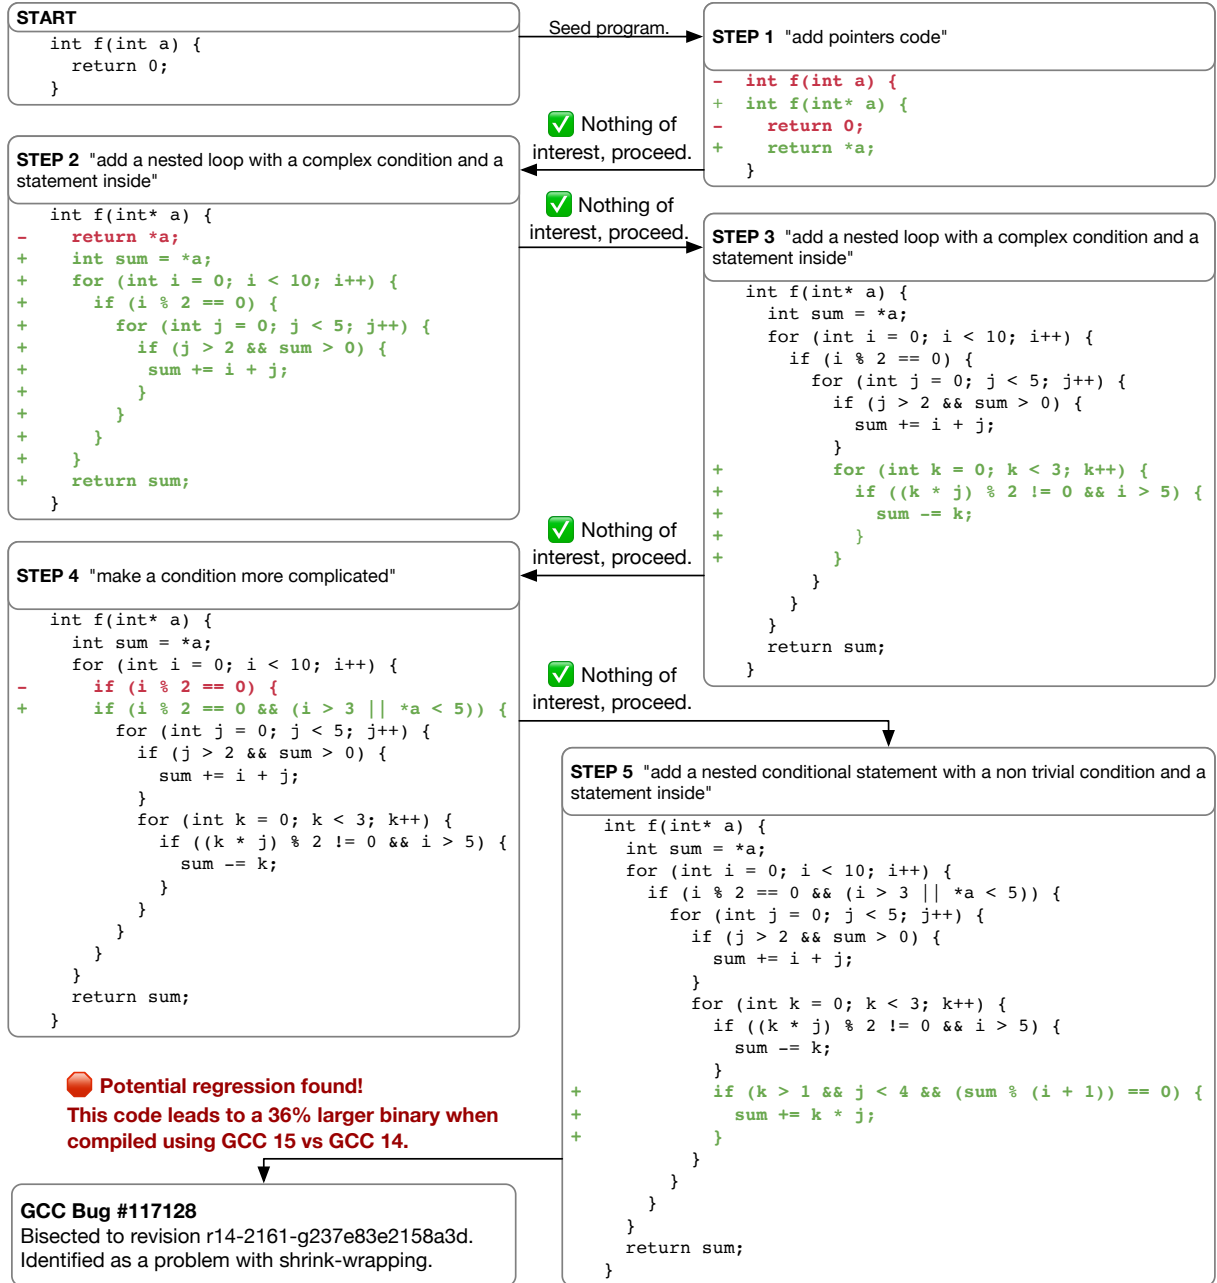 START
int f(int a) {
  return 0;
}
Seed program.
STEP 1 "add pointers code"
- int f(int a) {
+ int f(int* a) {
-   return 0;
+   return *a;
  }
✅ Nothing of
interest, proceed.
STEP 2 "add a nested loop with a complex condition and a
statement inside"
  int f(int* a) {
-   return *a;
+   int sum = *a;
+   for (int i = 0; i < 10; i++) {
+     if (i % 2 == 0) {
+       for (int j = 0; j < 5; j++) {
+         if (j > 2 && sum > 0) {
+          sum += i + j;
+         }
+       }
+     }
+   }
+   return sum;
  }
✅ Nothing of
interest, proceed.
STEP 3 "add a nested loop with a complex condition and a
statement inside"
  int f(int* a) {
    int sum = *a;
    for (int i = 0; i < 10; i++) {
      if (i % 2 == 0) {
        for (int j = 0; j < 5; j++) {
          if (j > 2 && sum > 0) {
            sum += i + j;
          }
+         for (int k = 0; k < 3; k++) {
+           if ((k * j) % 2 != 0 && i > 5) {
+             sum -= k;
+           }
+         }
        }
      }
    }
    return sum;
  }
✅ Nothing of
interest, proceed.
STEP 4 "make a condition more complicated"
  int f(int* a) {
    int sum = *a;
    for (int i = 0; i < 10; i++) {
-     if (i % 2 == 0) {
+     if (i % 2 == 0 && (i > 3 || *a < 5)) {
        for (int j = 0; j < 5; j++) {
          if (j > 2 && sum > 0) {
            sum += i + j;
          }
          for (int k = 0; k < 3; k++) {
            if ((k * j) % 2 != 0 && i > 5) {
              sum -= k;
            }
          }
        }
      }
    }
    return sum;
  }
✅ Nothing of
interest, proceed.
STEP 5 "add a nested conditional statement with a non trivial condition and a
statement inside"
  int f(int* a) {
    int sum = *a;
    for (int i = 0; i < 10; i++) {
      if (i % 2 == 0 && (i > 3 || *a < 5)) {
        for (int j = 0; j < 5; j++) {
          if (j > 2 && sum > 0) {
            sum += i + j;
          }
          for (int k = 0; k < 3; k++) {
            if ((k * j) % 2 != 0 && i > 5) {
              sum -= k;
            }
+           if (k > 1 && j < 4 && (sum % (i + 1)) == 0) {
+             sum += k * j;
+           }
          }
        }
      }
    }
    return sum;
  }
🛑 Potential regression found!
This code leads to a 36% larger binary when
compiled using GCC 15 vs GCC 14.
GCC Bug #117128
Bisected to revision r14-2161-g237e83e2158a3d.
Identified as a problem with shrink-wrapping.